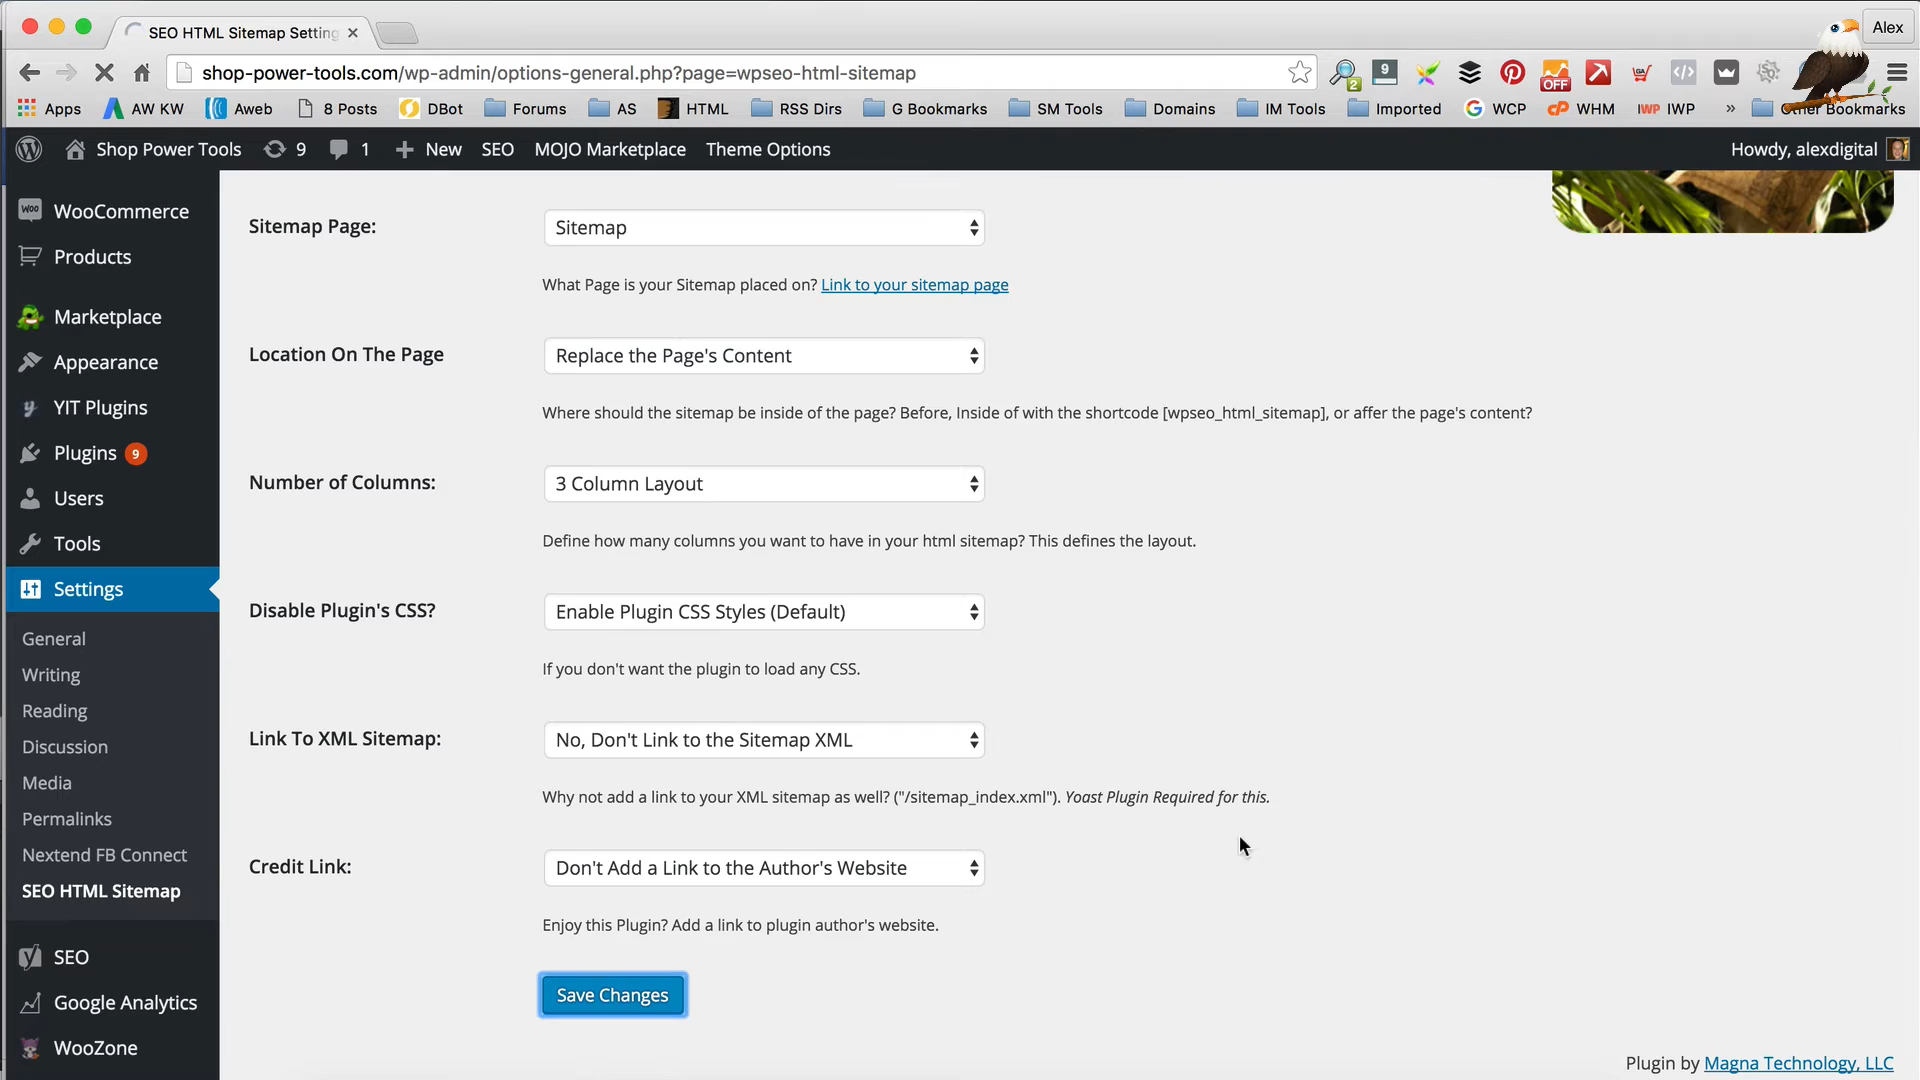 SEO HTML Sitemap Setting
Alex
shop-power-tools.com/wp-admin/options-general.php?page=wpseo-html-sitemap
2
9
OFF
Apps
AW KW
Aweb
8 Posts
DBot
Forums
AS
HTML
RSS Dirs
G Bookmarks
SM Tools
Domains
IM Tools
Imported
WCP
cP WHM
IWP IWP
»
Other Bookmarks
Shop Power Tools
9
1
New
SEO
MOJO Marketplace
Theme Options
Howdy, alexdigital
Woo WooCommerce
Products
Marketplace
Appearance
YIT Plugins
Plugins 9
Users
Tools
Settings
General
Writing
Reading
Discussion
Media
Permalinks
Nextend FB Connect
SEO HTML Sitemap
SEO
Google Analytics
WooZone
Sitemap Page:
Sitemap
What Page is your Sitemap placed on? Link to your sitemap page
Location On The Page
Replace the Page's Content
Where should the sitemap be inside of the page? Before, Inside of with the shortcode [wpseo_html_sitemap], or affer the page's content?
Number of Columns:
3 Column Layout
Define how many columns you want to have in your html sitemap? This defines the layout.
Disable Plugin's CSS?
Enable Plugin CSS Styles (Default)
If you don't want the plugin to load any CSS.
Link To XML Sitemap:
No, Don't Link to the Sitemap XML
Why not add a link to your XML sitemap as well? ("/sitemap_index.xml"). Yoast Plugin Required for this.
Credit Link:
Don't Add a Link to the Author's Website
Enjoy this Plugin? Add a link to plugin author's website.
Save Changes
Plugin by Magna Technology, LLC